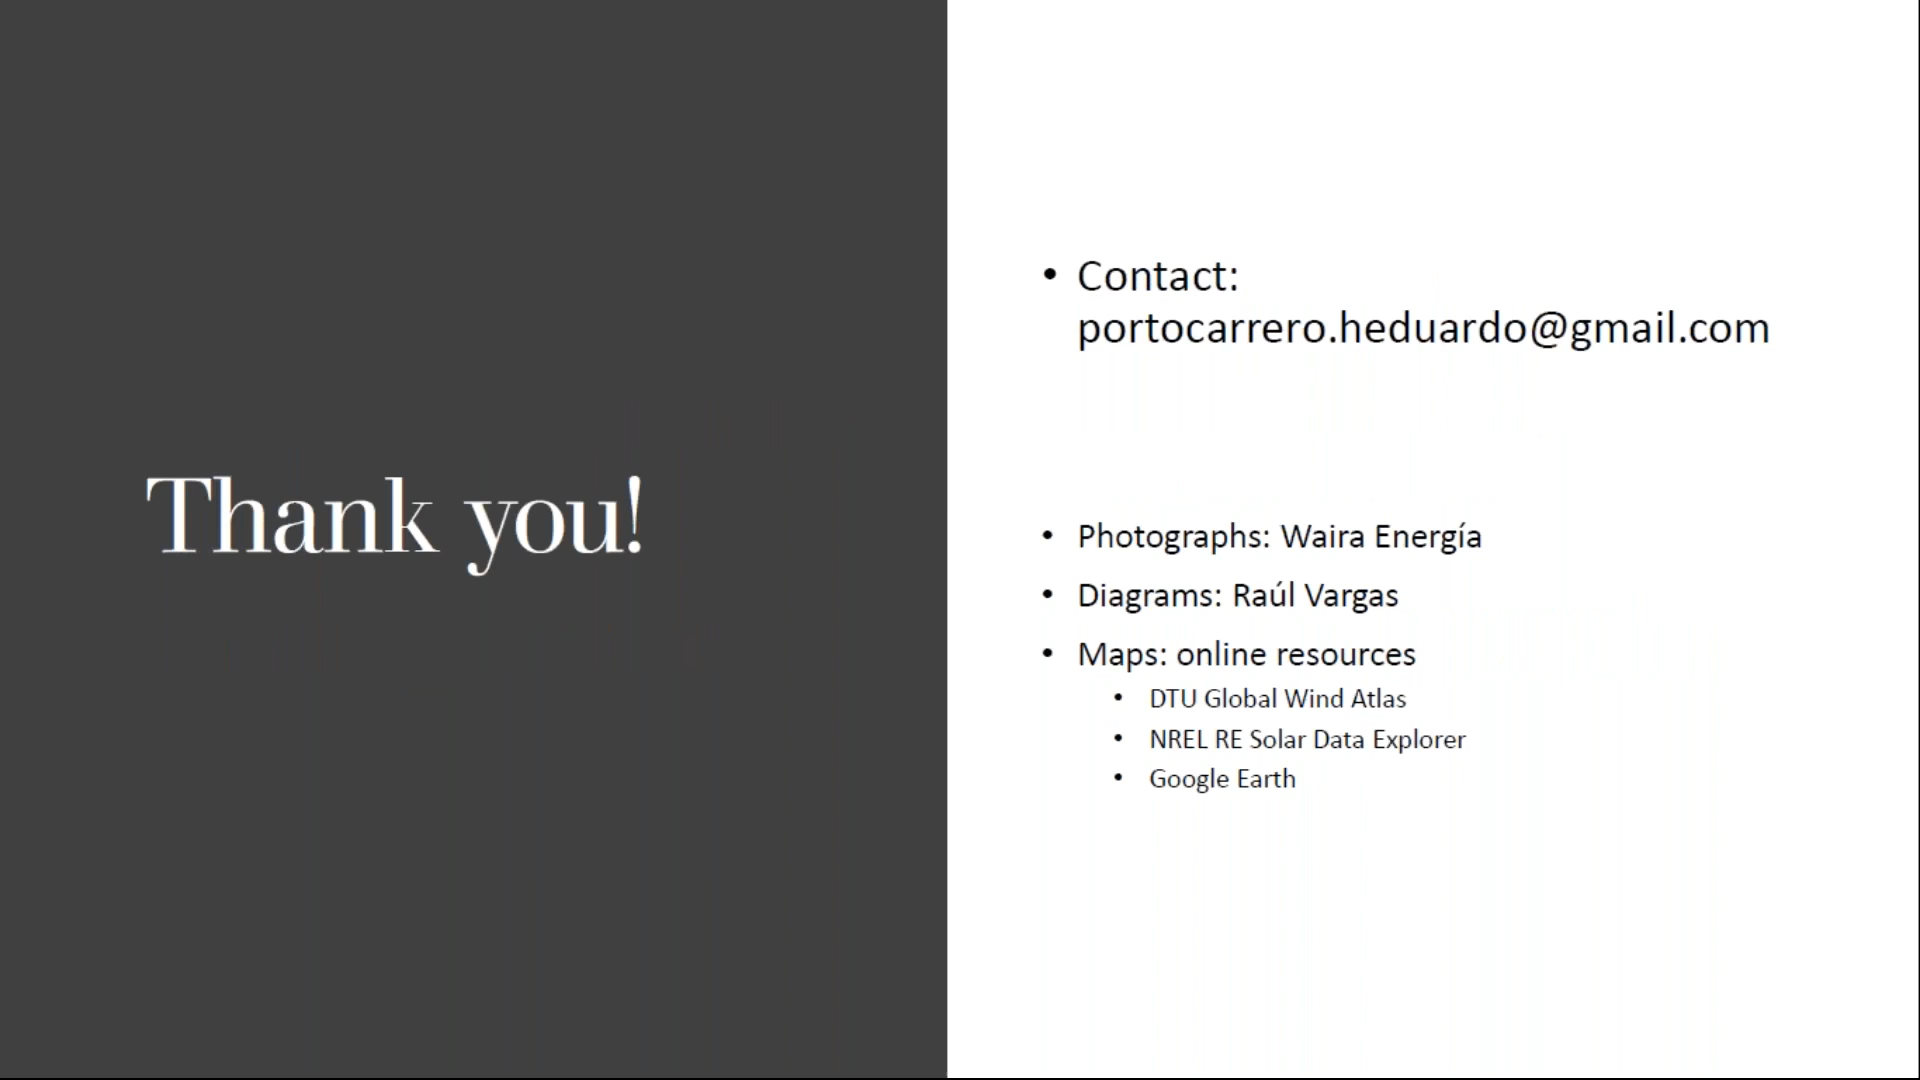 Thank you!
• Contact:
portocarrero.heduardo@gmail.com
• Photographs: Waira Energía
• Diagrams: Raúl Vargas
• Maps: online resources
• DTU Global Wind Atlas
• NREL RE Solar Data Explorer
• Google Earth